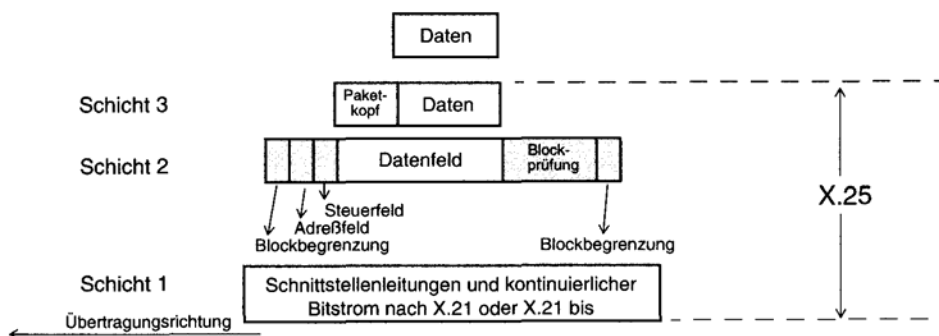 Daten
Schicht 3
Paket-
kopf
Daten
Schicht 2
Datenfeld
Block-
prüfung
Steuerfeld
Adreßfeld
Blockbegrenzung
Blockbegrenzung
X.25
Schicht 1
Schnittstellenleitungen und kontinuierlicher
Bitstrom nach X.21 oder X.21 bis
Übertragungsrichtung